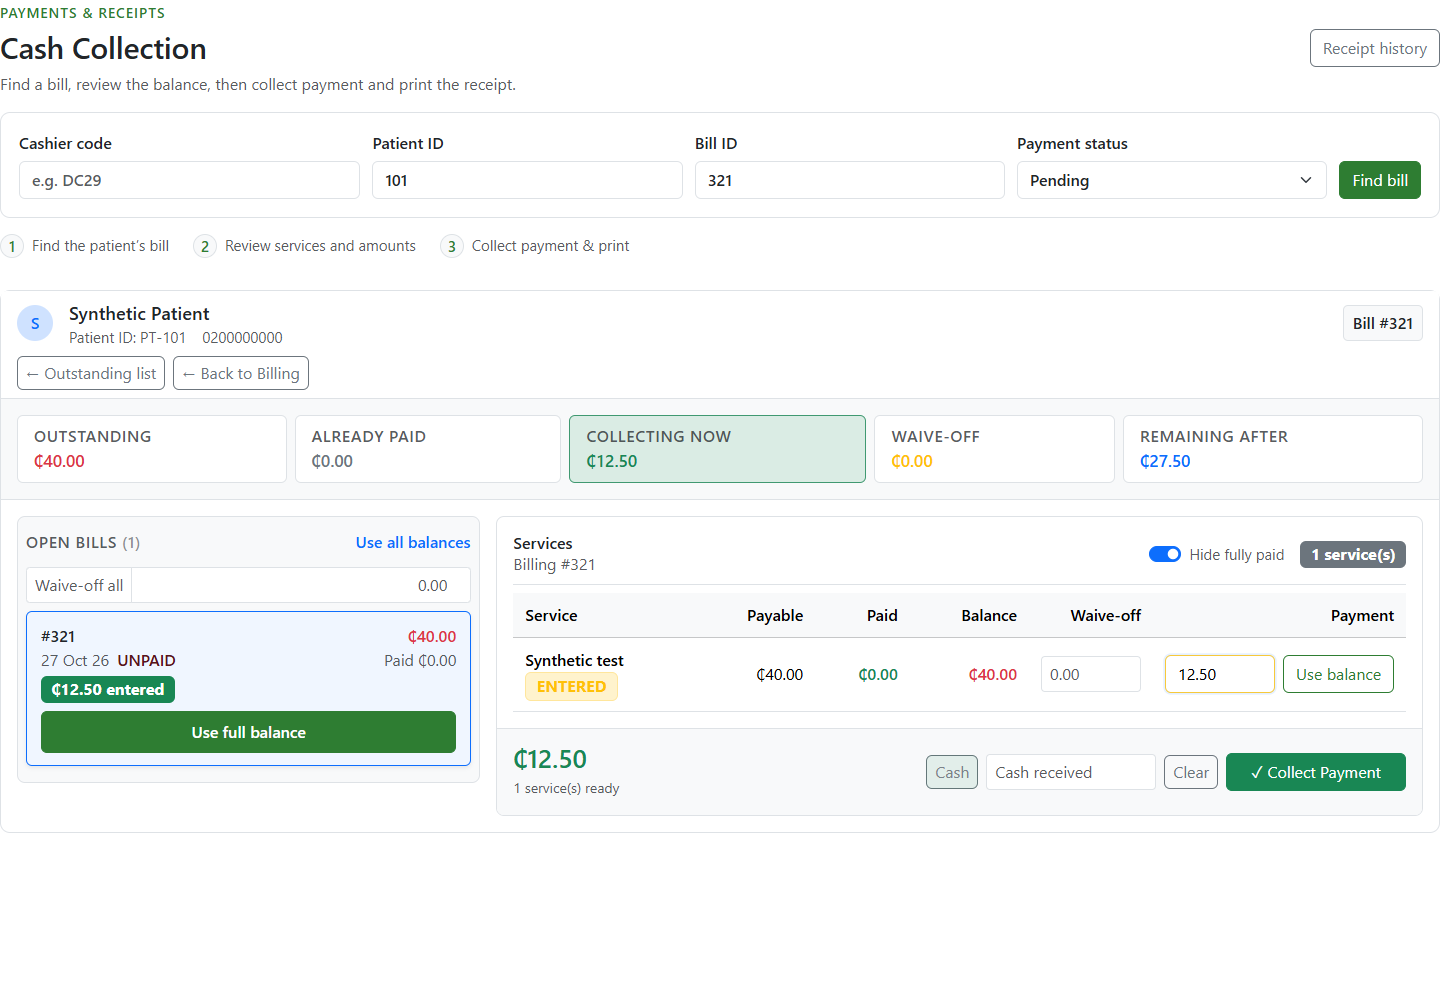 PAYMENTS & RECEIPTS
Cash Collection
Receipt history
Find a bill, review the balance, then collect payment and print the receipt.
Cashier code Patient ID Bill ID Payment status
e.g. DC29 101 321 Pending Find bill
1 Find the patient's bill 2 Review services and amounts 3 Collect payment & print
S Synthetic Patient Bill #321
Patient ID: PT-101 0200000000
← Outstanding list ← Back to Billing
OUTSTANDING ALREADY PAID COLLECTING NOW WAIVE-OFF REMAINING AFTER
₵40.00 ₵0.00 ₵12.50 ₵0.00 ₵27.50
OPEN BILLS (1) Use all balances
Waive-off all 0.00
#321 ₵40.00
27 Oct 26 UNPAID Paid ₵0.00
₵12.50 entered
Use full balance
Services
Billing #321
Hide fully paid 1 service(s)
Service Payable Paid Balance Waive-off Payment
Synthetic test ₵40.00 ₵0.00 ₵40.00 0.00 12.50 Use balance
ENTERED
₵12.50
1 service(s) ready
Cash Cash received Clear ✓ Collect Payment